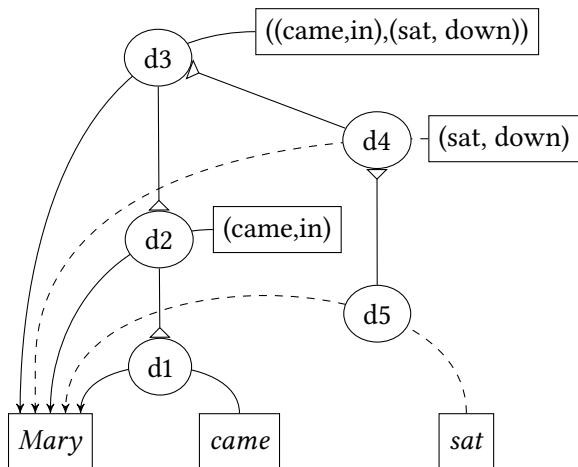 ((came,in),(sat, down))
d3
d4
(sat, down)
d2
(came,in)
d5
d1
Mary
came
sat